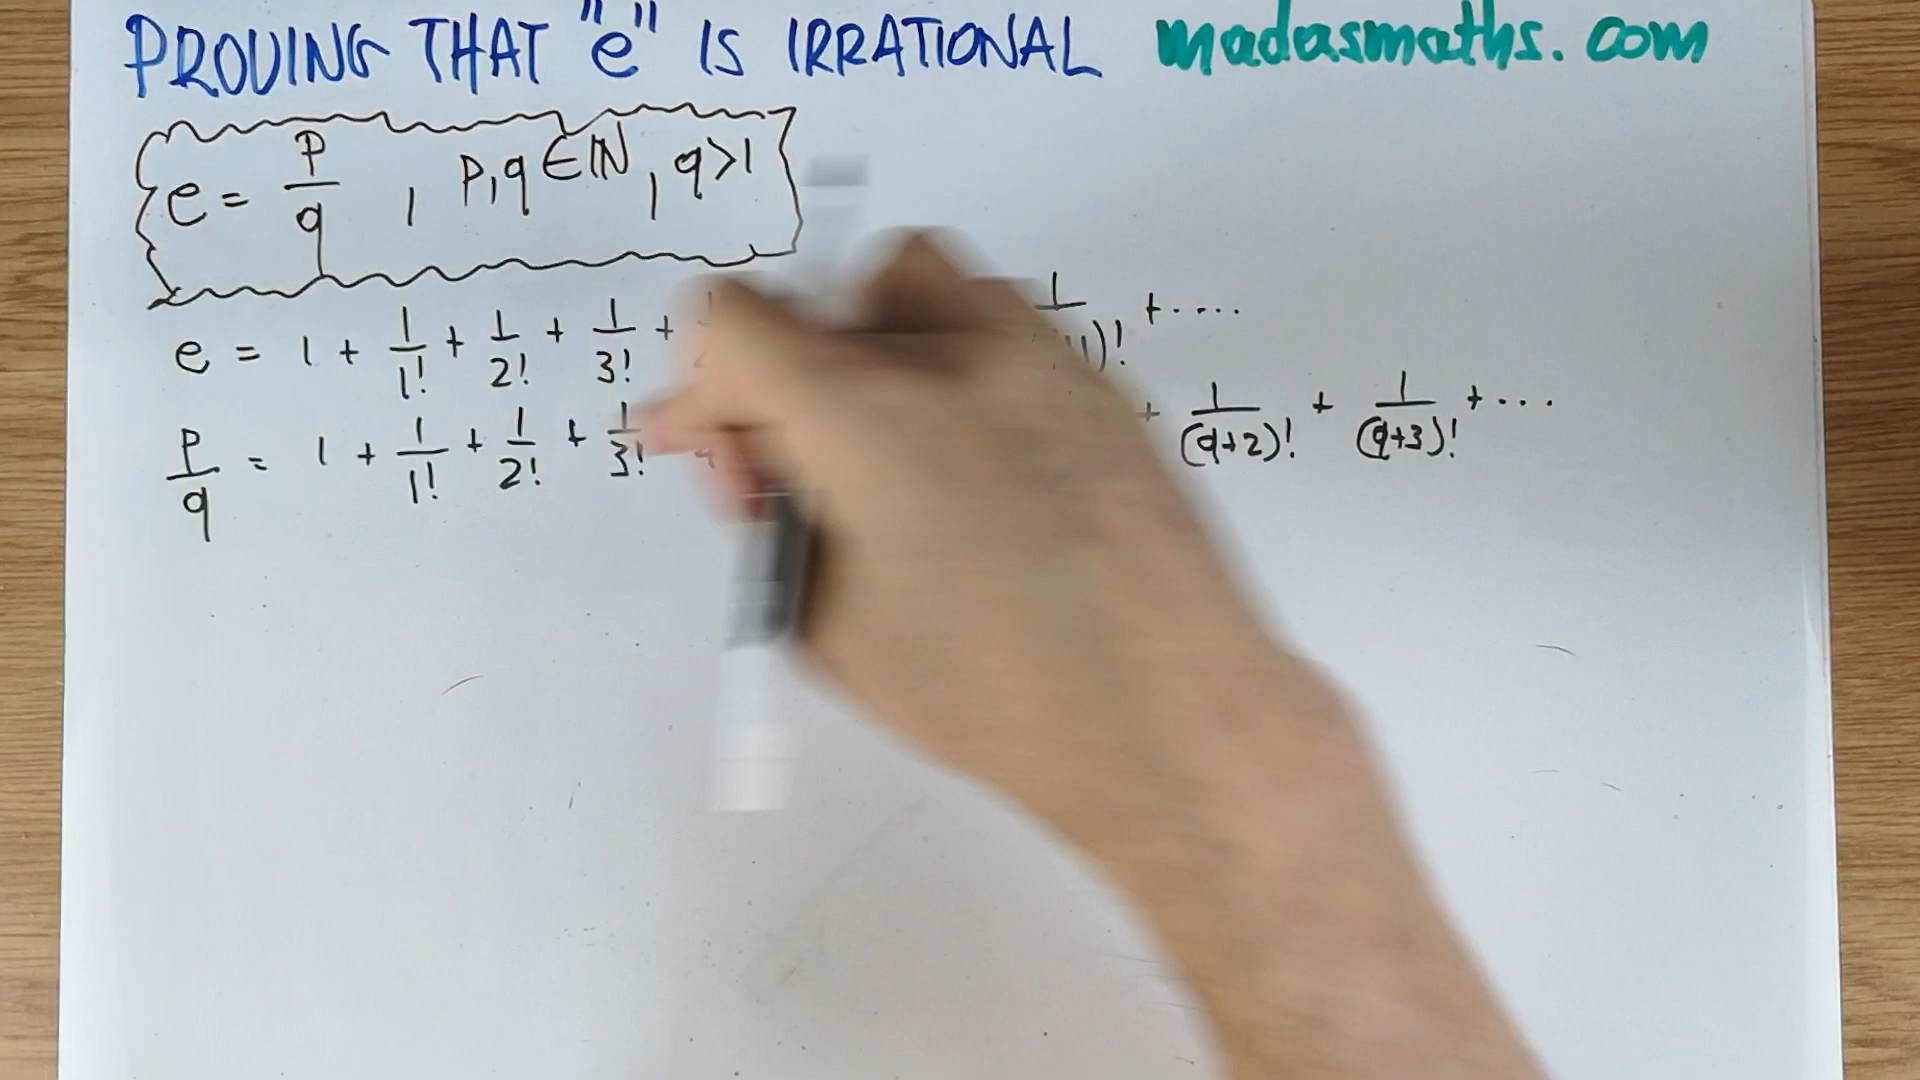 PROVING THAT "e" IS IRRATIONAL madasmaths.com
e = p/q , p,q ∈ ℕ , q>1
e = 1 + 1/1! + 1/2! + 1/3! + 1/ )! + ....
p/q = 1 + 1/1! + 1/2! + 1/3! + 1/(q+2)! + 1/(q+3)! + ...